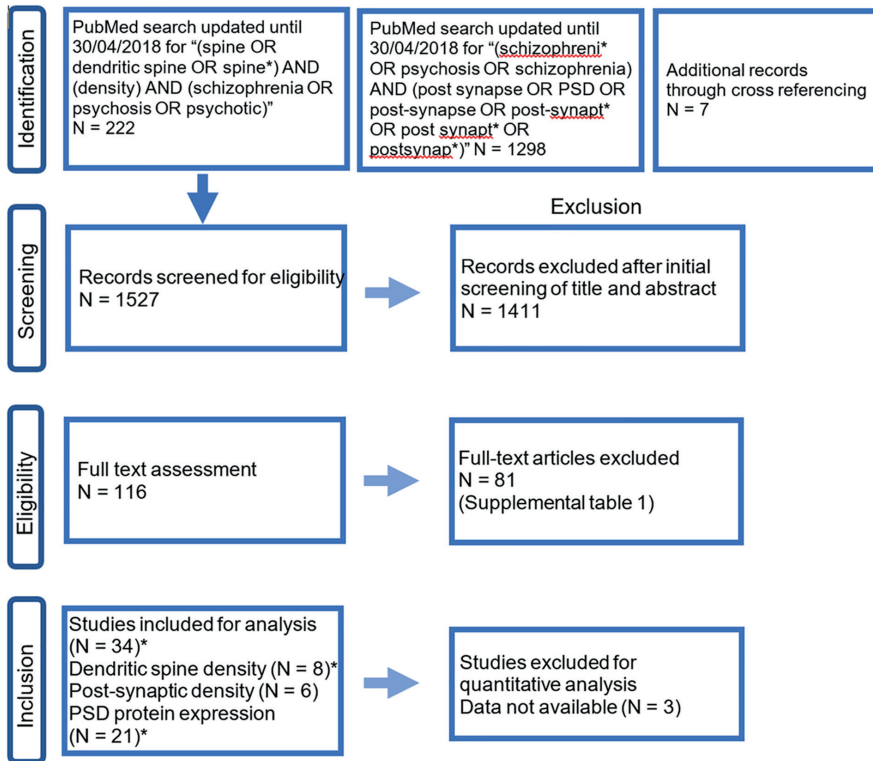 Identification
PubMed search updated until
30/04/2018 for “(spine OR
dendritic spine OR spine*) AND
(density) AND (schizophrenia OR
psychosis OR psychotic)”
N = 222
PubMed search updated until
30/04/2018 for “(schizophreni*
OR psychosis OR schizophrenia)
AND (post synapse OR PSD OR
post-synapse OR post-synapt*
OR post synapt* OR
postsynap*)” N = 1298
Additional records
through cross referencing
N = 7
Exclusion
Screening
Records screened for eligibility
N = 1527
Records excluded after initial
screening of title and abstract
N = 1411
Eligibility
Full text assessment
N = 116
Full-text articles excluded
N = 81
(Supplemental table 1)
Inclusion
Studies included for analysis
(N = 34)*
Dendritic spine density (N = 8)*
Post-synaptic density (N = 6)
PSD protein expression
(N = 21)*
Studies excluded for
quantitative analysis
Data not available (N = 3)